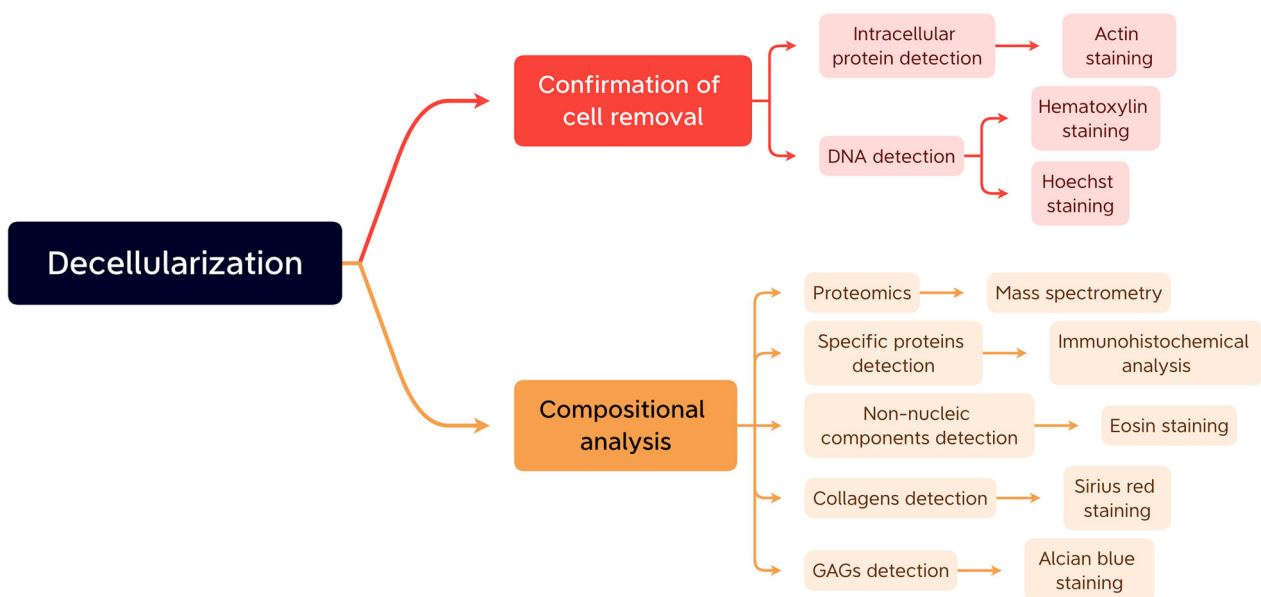 Decellularization
Confirmation of
cell removal
Intracellular
protein detection
Actin
staining
DNA detection
Hematoxylin
staining
Hoechst
staining
Compositional
analysis
Proteomics
Mass spectrometry
Specific proteins
detection
Immunohistochemical
analysis
Non-nucleic
components detection
Eosin staining
Collagens detection
Sirius red
staining
GAGs detection
Alcian blue
staining